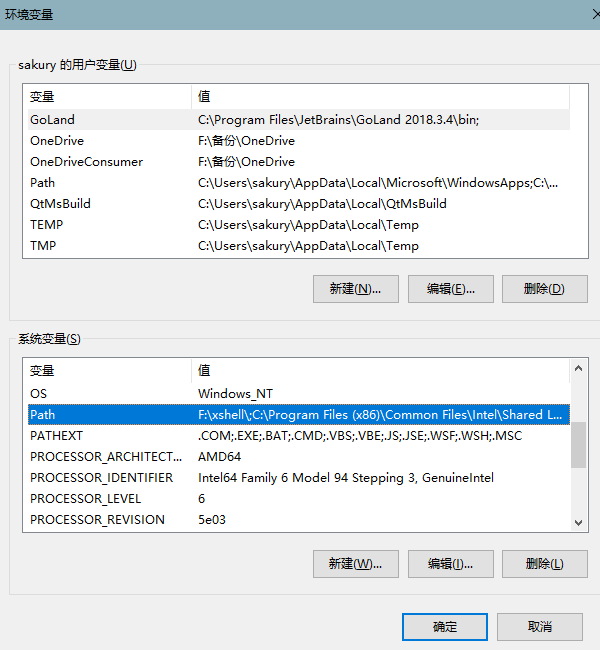 环境变量
sakury 的用户变量(U)
变量 值
GoLand C:\Program Files\JetBrains\GoLand 2018.3.4\bin;
OneDrive F:\备份\OneDrive
OneDriveConsumer F:\备份\OneDrive
Path C:\Users\sakury\AppData\Local\Microsoft\WindowsApps;C:\...
QtMsBuild C:\Users\sakury\AppData\Local\QtMsBuild
TEMP C:\Users\sakury\AppData\Local\Temp
TMP C:\Users\sakury\AppData\Local\Temp
新建(N)... 编辑(E)... 删除(D)
系统变量(S)
变量 值
OS Windows_NT
Path F:\xshell\;C:\Program Files (x86)\Common Files\Intel\Shared L...
PATHEXT .COM;.EXE;.BAT;.CMD;.VBS;.VBE;.JS;.JSE;.WSF;.WSH;.MSC
PROCESSOR_ARCHITECT... AMD64
PROCESSOR_IDENTIFIER Intel64 Family 6 Model 94 Stepping 3, GenuineIntel
PROCESSOR_LEVEL 6
PROCESSOR_REVISION 5e03
新建(W)... 编辑(I)... 删除(L)
确定 取消